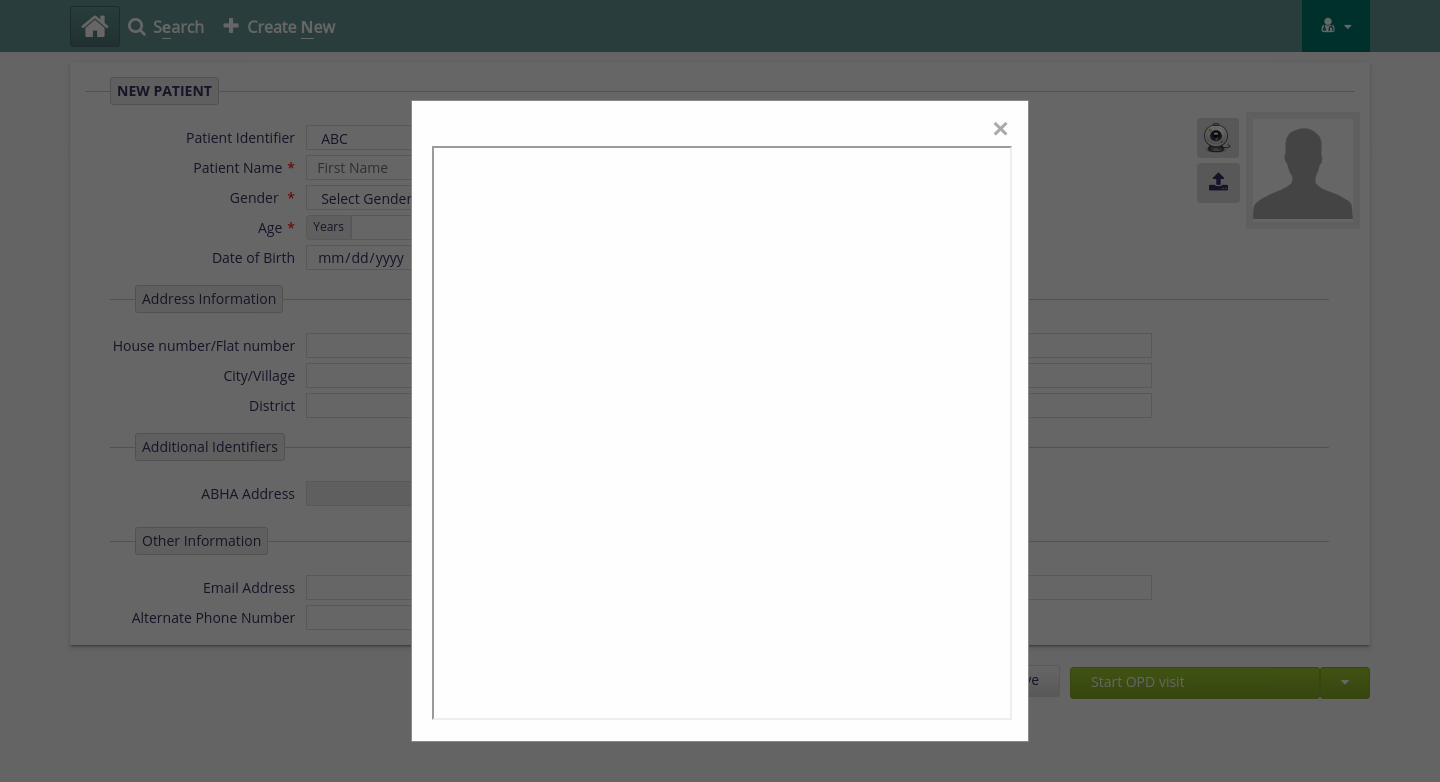 Search Create New
NEW PATIENT
×
Patient Identifier ABC
Patient Name * First Name
Gender * Select Gender
Age * Years
Date of Birth mm/dd/yyyy
Address Information
House number/Flat number
City/Village
District
Additional Identifiers
ABHA Address
Other Information
Email Address
Alternate Phone Number
Start OPD visit